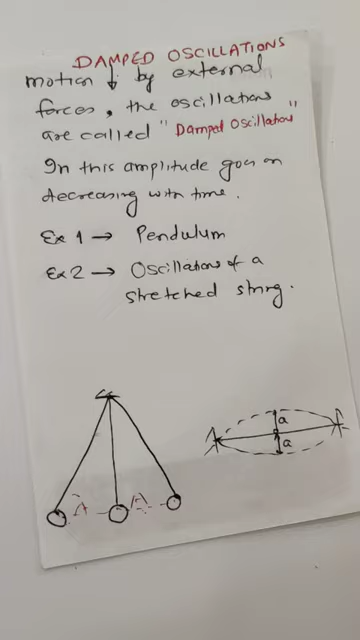 DAMPED OSCILLATIONS
motion ↓ by external
forces, the oscillations
are called "Damped Oscillation"
In this amplitude goes on
decreasing with time.
Ex 1 → Pendulum
Ex 2 → Oscillations of a
stretched string.
a
a
A A